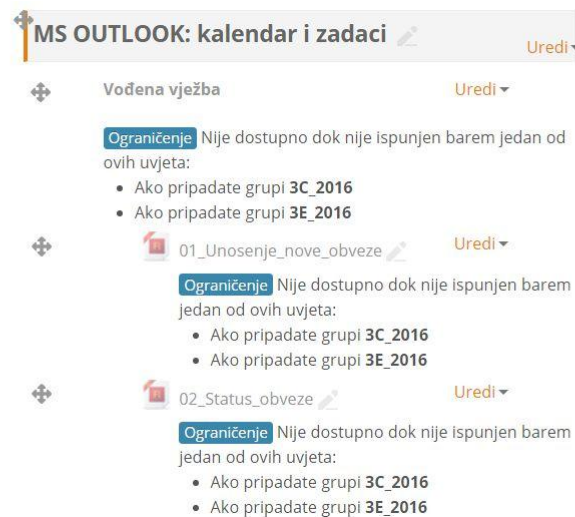 MS OUTLOOK: kalendar i zadaci
Uredi
Vođena vježba Uredi
Ograničenje Nije dostupno dok nije ispunjen barem jedan od
ovih uvjeta:
• Ako pripadate grupi 3C_2016
• Ako pripadate grupi 3E_2016
01_Unosenje_nove_obveze Uredi
Ograničenje Nije dostupno dok nije ispunjen barem
jedan od ovih uvjeta:
• Ako pripadate grupi 3C_2016
• Ako pripadate grupi 3E_2016
02_Status_obveze Uredi
Ograničenje Nije dostupno dok nije ispunjen barem
jedan od ovih uvjeta:
• Ako pripadate grupi 3C_2016
• Ako pripadate grupi 3E_2016